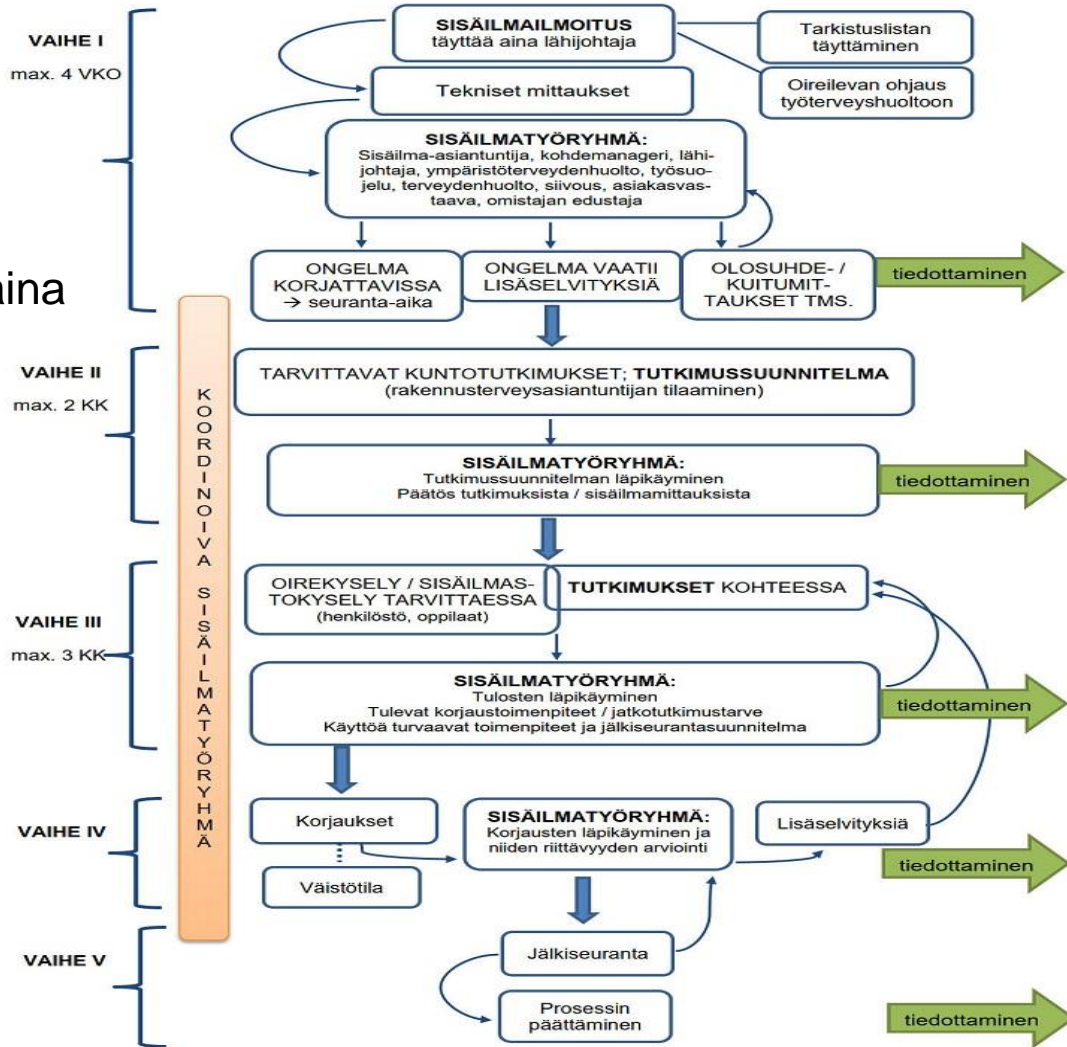 VAIHE I
max. 4 VKO
SISÄILMAILMOITUS
täyttää aina lähijohtaja
Tarkistuslistan
täyttäminen
Oireilevan ohjaus
työterveyshuoltoon
Tekniset mittaukset
SISÄILMATYÖRYHMÄ:
Sisäilma-asiantuntija, kohdemanageri, lähi-
johtaja, ympäristöterveydenhuolto, työsuo-
jelu, terveydenhuolto, siivous, asiakasvas-
taava, omistajan edustaja
aina
ONGELMA
KORJATTAVISSA
→ seuranta-aika
ONGELMA VAATII
LISÄSELVITYKSIÄ
OLOSUHDE- /
KUITUMIT-
TAUKSET TMS.
tiedottaminen
KOORDINOIVA SISÄILMATYÖRYHMÄ
VAIHE II
max. 2 KK
TARVITTAVAT KUNTOTUTKIMUKSET; TUTKIMUSSUUNNITELMA
(rakennusterveysasiantuntijan tilaaminen)
SISÄILMATYÖRYHMÄ:
Tutkimussuunnitelman läpikäyminen
Päätös tutkimuksista / sisäilmamittauksista
tiedottaminen
VAIHE III
max. 3 KK
OIREKYSELY / SISÄILMAS-
TOKYSELY TARVITTAESSA
(henkilöstö, oppilaat)
TUTKIMUKSET KOHTEESSA
SISÄILMATYÖRYHMÄ:
Tulosten läpikäyminen
Tulevat korjaustoimenpiteet / jatkotutkimustarve
Käyttöä turvaavat toimenpiteet ja jälkiseurantasuunnitelma
tiedottaminen
VAIHE IV
Korjaukset
Väistötila
SISÄILMATYÖRYHMÄ:
Korjausten läpikäyminen ja
niiden riittävyyden arviointi
Lisäselvityksiä
tiedottaminen
VAIHE V
Jälkiseuranta
Prosessin
päättäminen
tiedottaminen